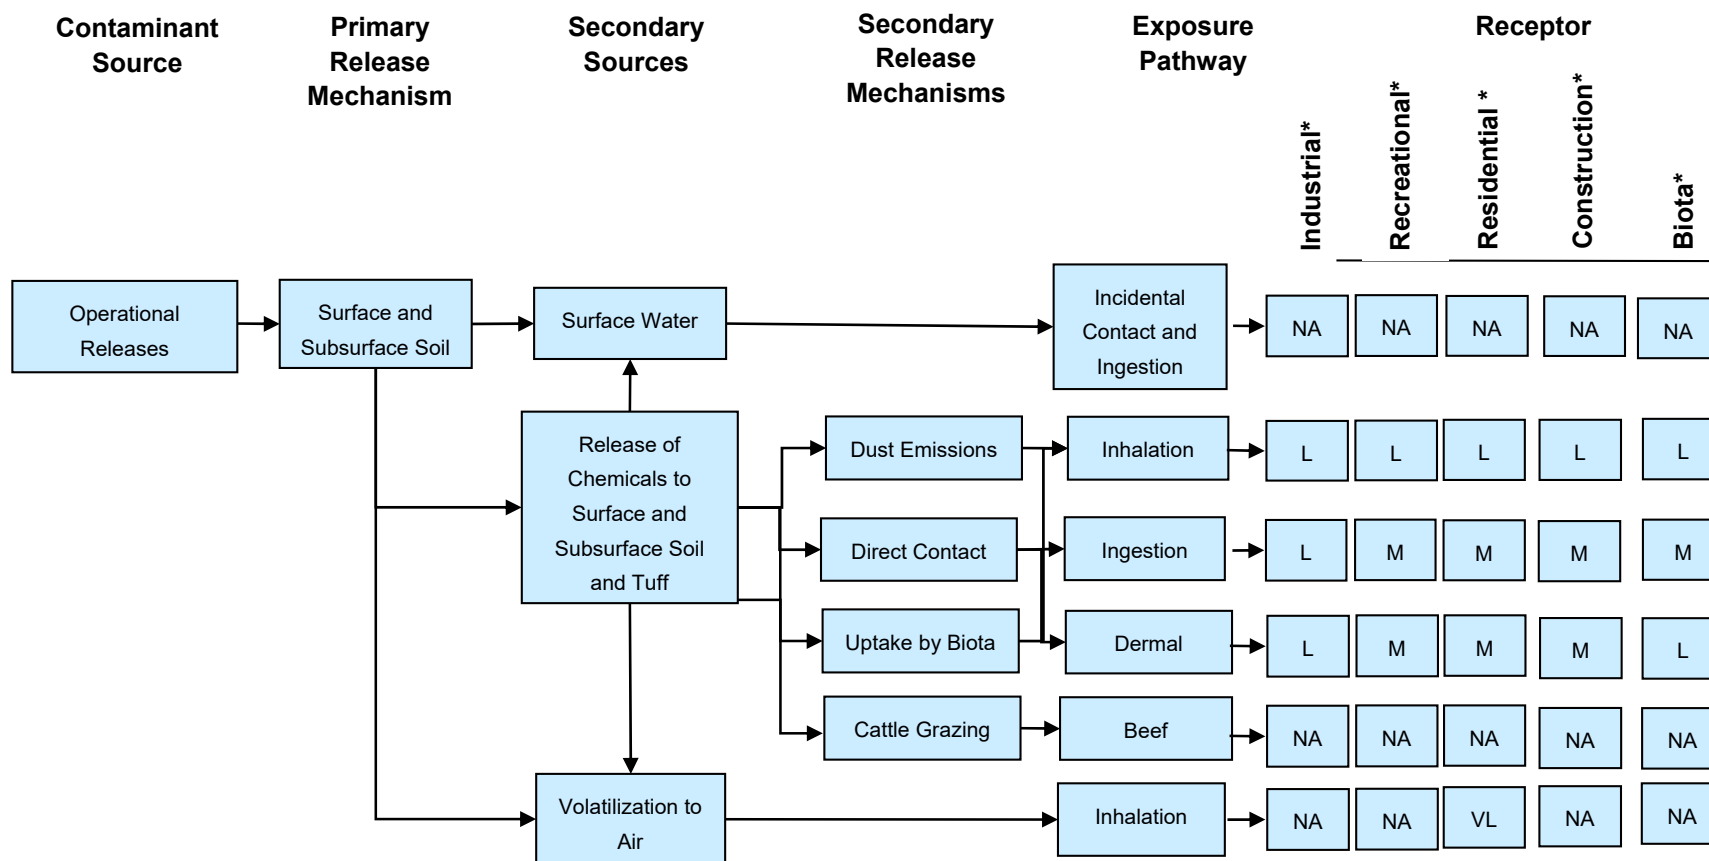 Contaminant
Source
Primary
Release
Mechanism
Secondary
Sources
Secondary
Release
Mechanisms
Exposure
Pathway
Receptor
Industrial*
Recreational*
Residential *
Construction*
Biota*
Operational
Releases
Surface and
Subsurface Soil
Surface Water
Incidental
Contact and
Ingestion
NA
NA
NA
NA
NA
Release of
Chemicals to
Surface and
Subsurface Soil
and Tuff
Dust Emissions
Inhalation
L
L
L
L
L
Direct Contact
Ingestion
L
M
M
M
M
Uptake by Biota
Dermal
L
M
M
M
L
Cattle Grazing
Beef
NA
NA
NA
NA
NA
Volatilization to
Air
Inhalation
NA
NA
VL
NA
NA